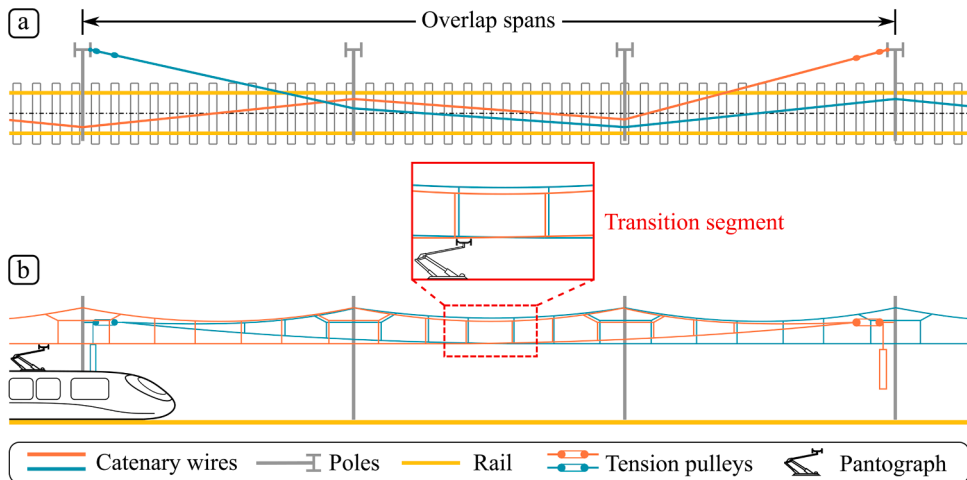 a
Overlap spans
Transition segment
b
Catenary wires
Poles
Rail
Tension pulleys
Pantograph